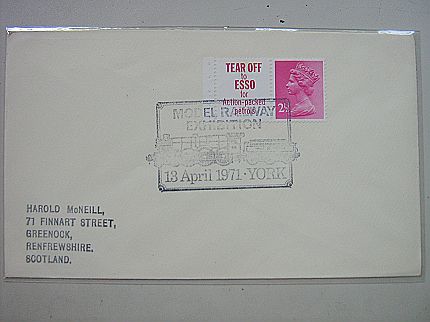 TEAR OFF
to
ESSO
for
Action-packed
petrols
2½
MODEL RAILWAY
EXHIBITION
13 April 1971·YORK
HAROLD McNEILL,
71 FINNART STREET,
GREENOCK,
RENFREWSHIRE.
SCOTLAND.